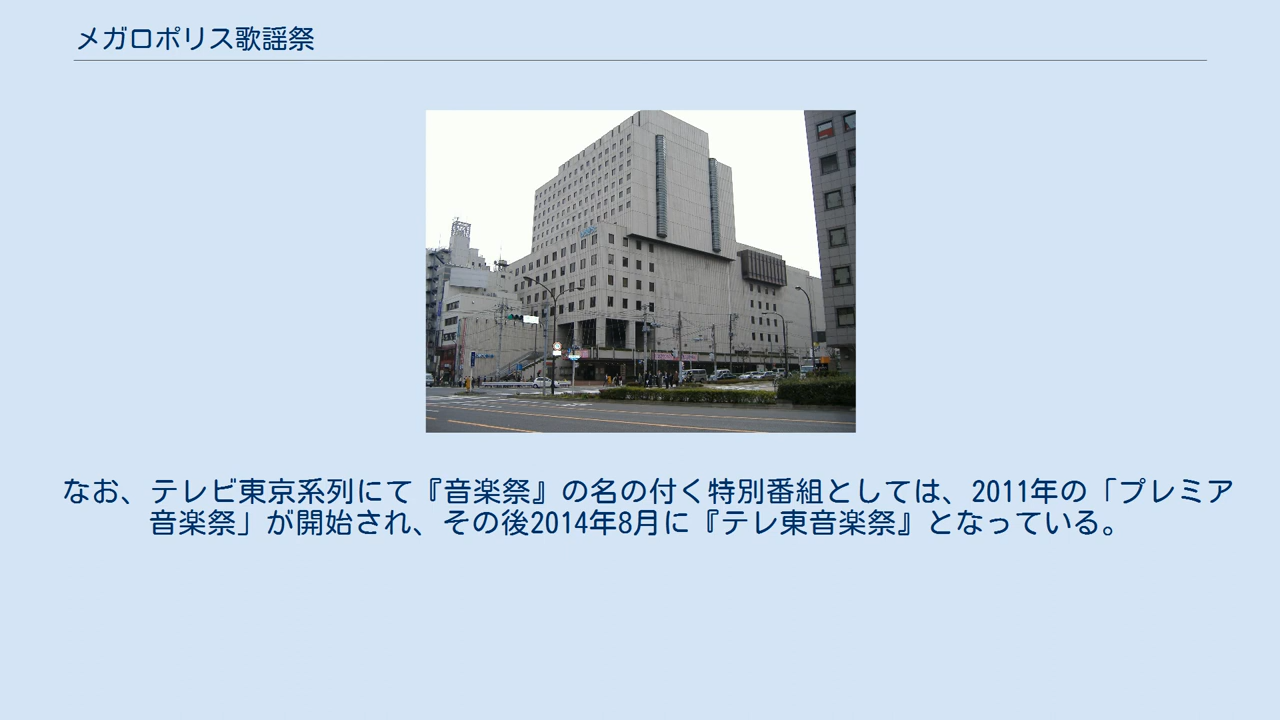 メガロポリス歌謡祭
なお、テレビ東京系列にて『音楽祭』の名の付く特別番組としては、2011年の「プレミア
音楽祭」が開始され、その後2014年8月に『テレ東音楽祭』となっている。